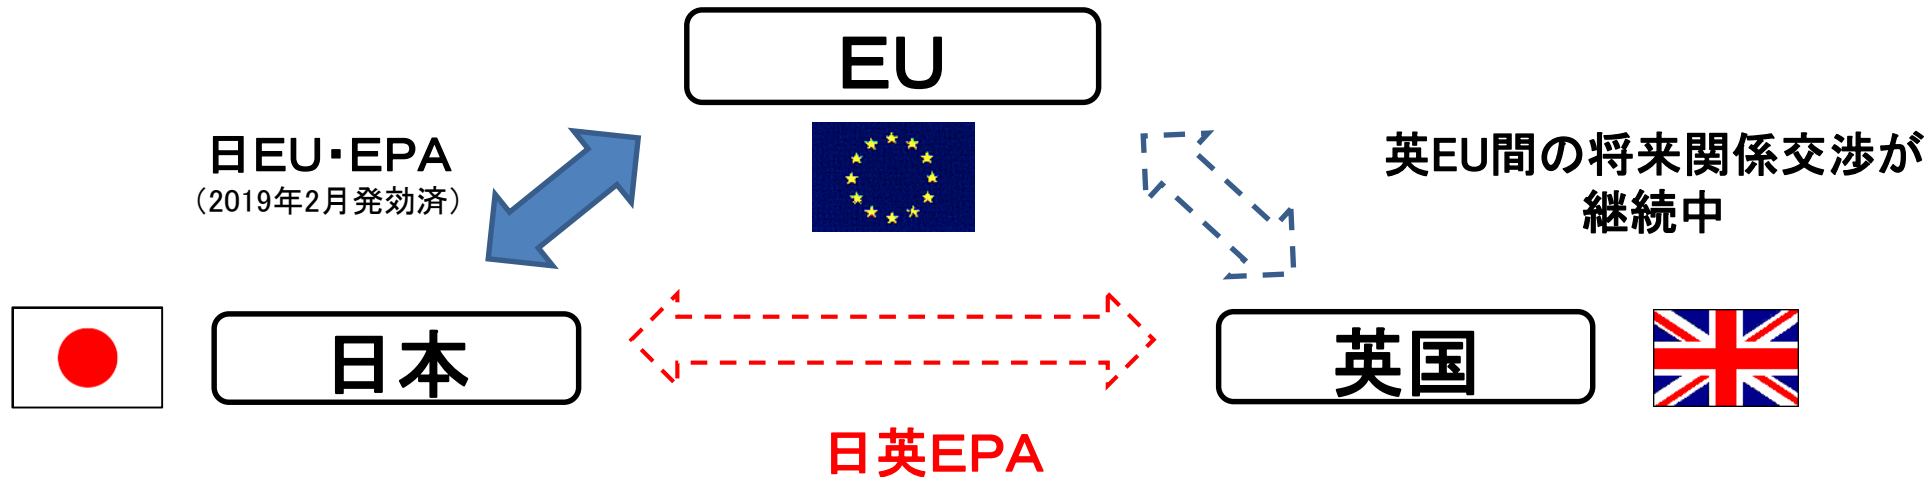 ＥＵ
日ＥＵ・ＥＰＡ
（2019年2月発効済）
英EU間の将来関係交渉が
継続中
日本
英国
日英ＥＰＡ